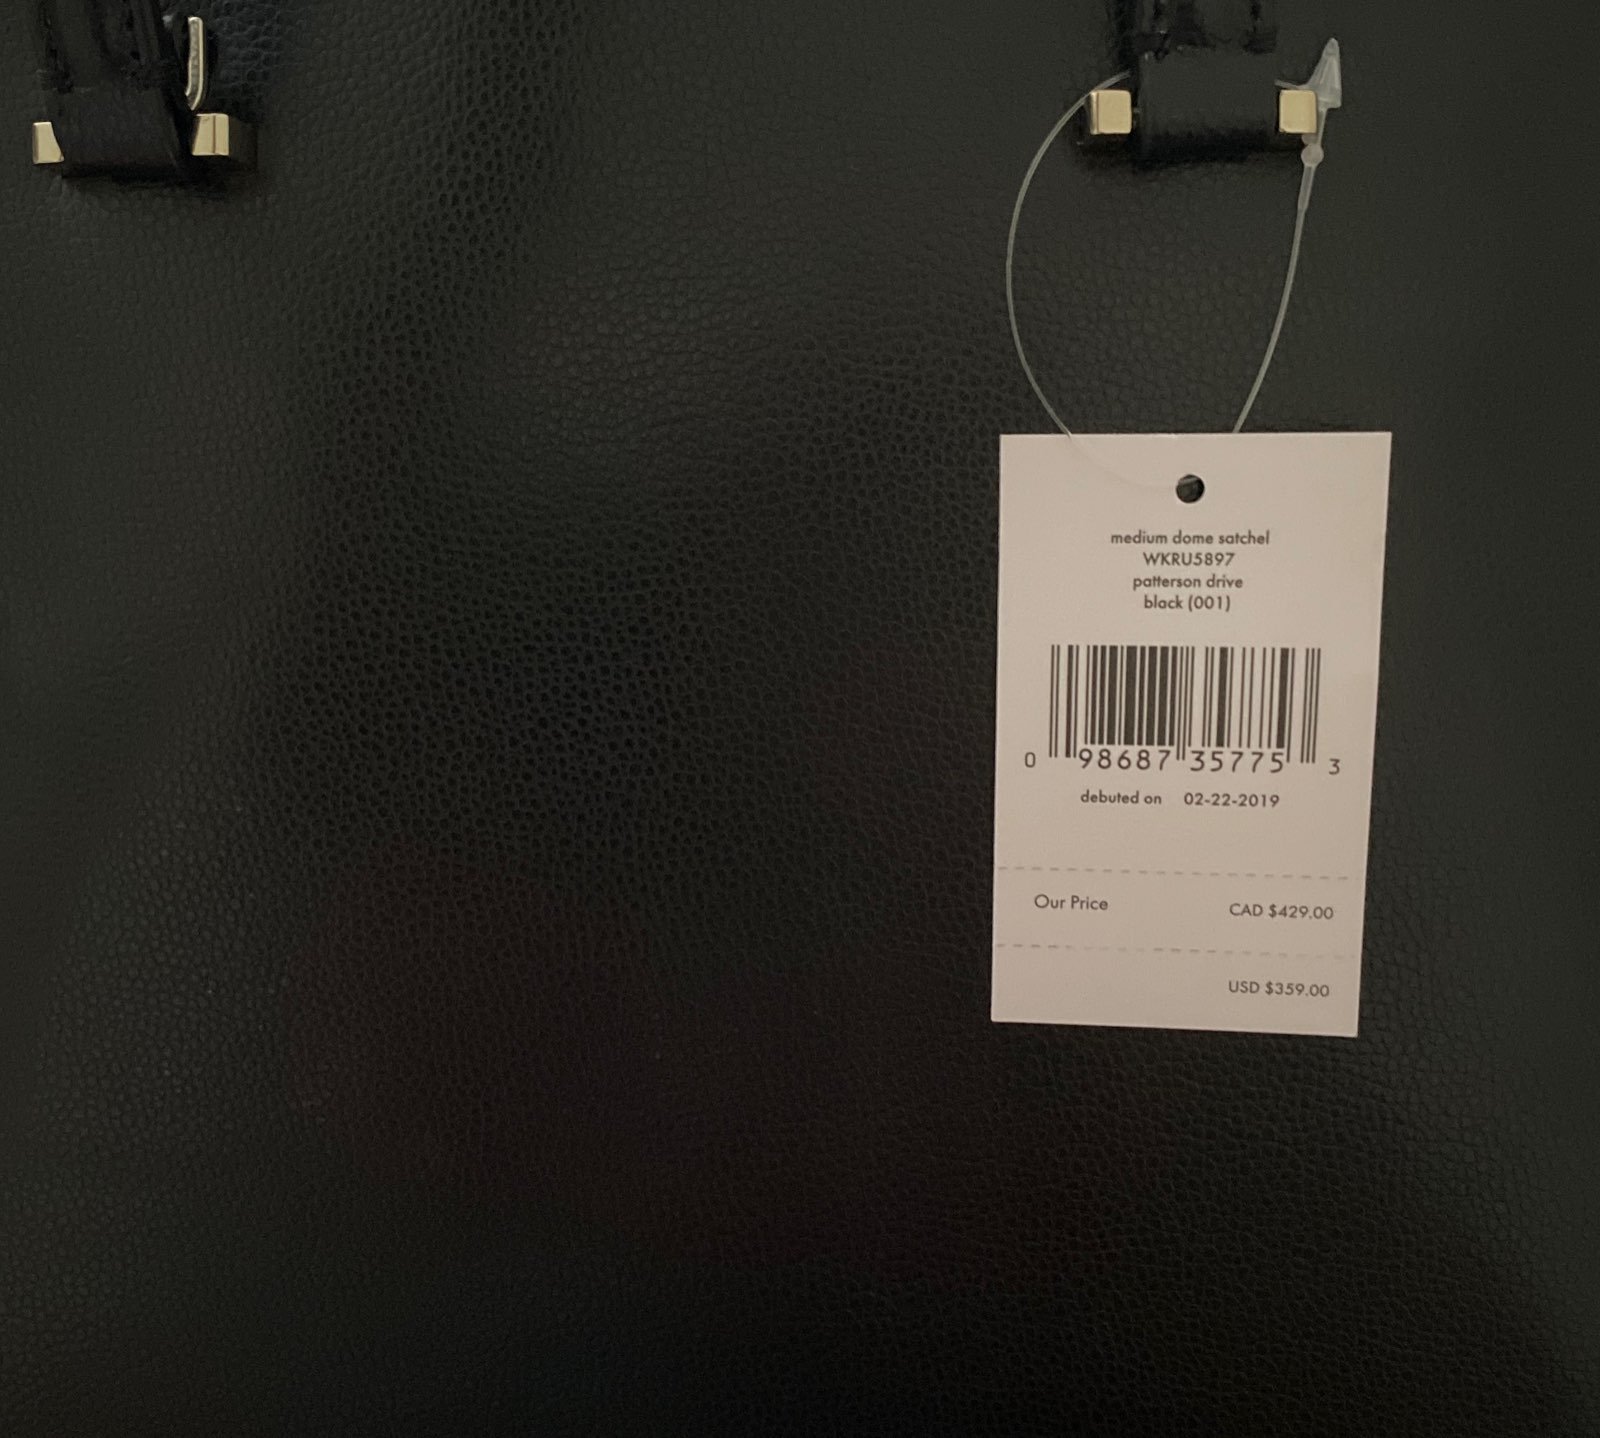 medium dome satchel
WKRU5897
patterson drive
black (001)
0 98687 35775 3
debuted on 02-22-2019
Our Price CAD $429.00
USD $359.00